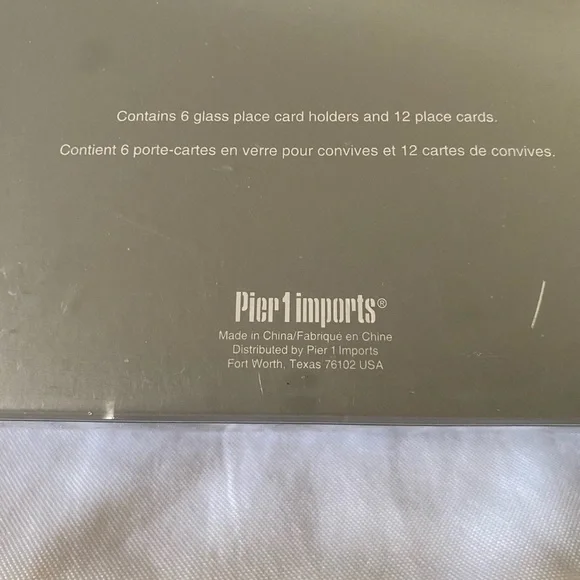 Contains 6 glass place card holders and 12 place cards.
Contient 6 porte-cartes en verre pour convives et 12 cartes de convives.
Pier 1 imports®
Made in China/Fabriqué en Chine
Distributed by Pier 1 Imports
Fort Worth, Texas 76102 USA